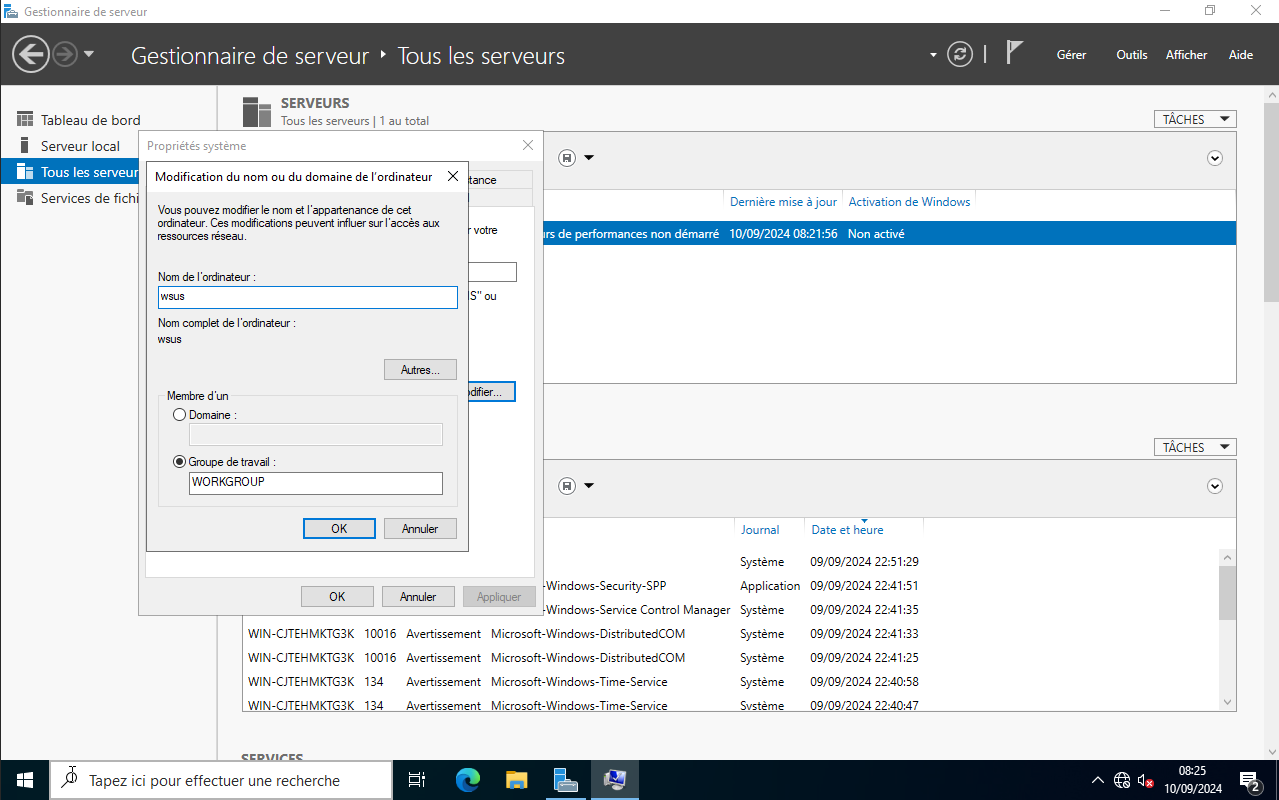 Gestionnaire de serveur
Gestionnaire de serveur ‣ Tous les serveurs
Gérer
Outils
Afficher
Aide
Tableau de bord
Serveur local
Tous les serveur
Services de fichi
SERVEURS
Tous les serveurs | 1 au total
TÂCHES
Dernière mise à jour
Activation de Windows
urs de performances non démarré
10/09/2024 08:21:56
Non activé
Propriétés système
tance
r votre
S" ou
difier...
OK
Annuler
Appliquer
Modification du nom ou du domaine de l'ordinateur
Vous pouvez modifier le nom et l'appartenance de cet
ordinateur. Ces modifications peuvent influer sur l'accès aux
ressources réseau.
Nom de l'ordinateur :
wsus
Nom complet de l'ordinateur :
wsus
Autres...
Membre d'un
Domaine :
Groupe de travail :
WORKGROUP
OK
Annuler
TÂCHES
Journal
Date et heure
Système 09/09/2024 22:51:29
-Windows-Security-SPP Application 09/09/2024 22:41:51
-Windows-Service Control Manager Système 09/09/2024 22:41:35
WIN-CJTEHMKTG3K 10016 Avertissement Microsoft-Windows-DistributedCOM Système 09/09/2024 22:41:33
WIN-CJTEHMKTG3K 10016 Avertissement Microsoft-Windows-DistributedCOM Système 09/09/2024 22:41:25
WIN-CJTEHMKTG3K 134 Avertissement Microsoft-Windows-Time-Service Système 09/09/2024 22:40:58
WIN-CJTEHMKTG3K 134 Avertissement Microsoft-Windows-Time-Service Système 09/09/2024 22:40:47
SERVICES
Tapez ici pour effectuer une recherche
08:25
10/09/2024
2